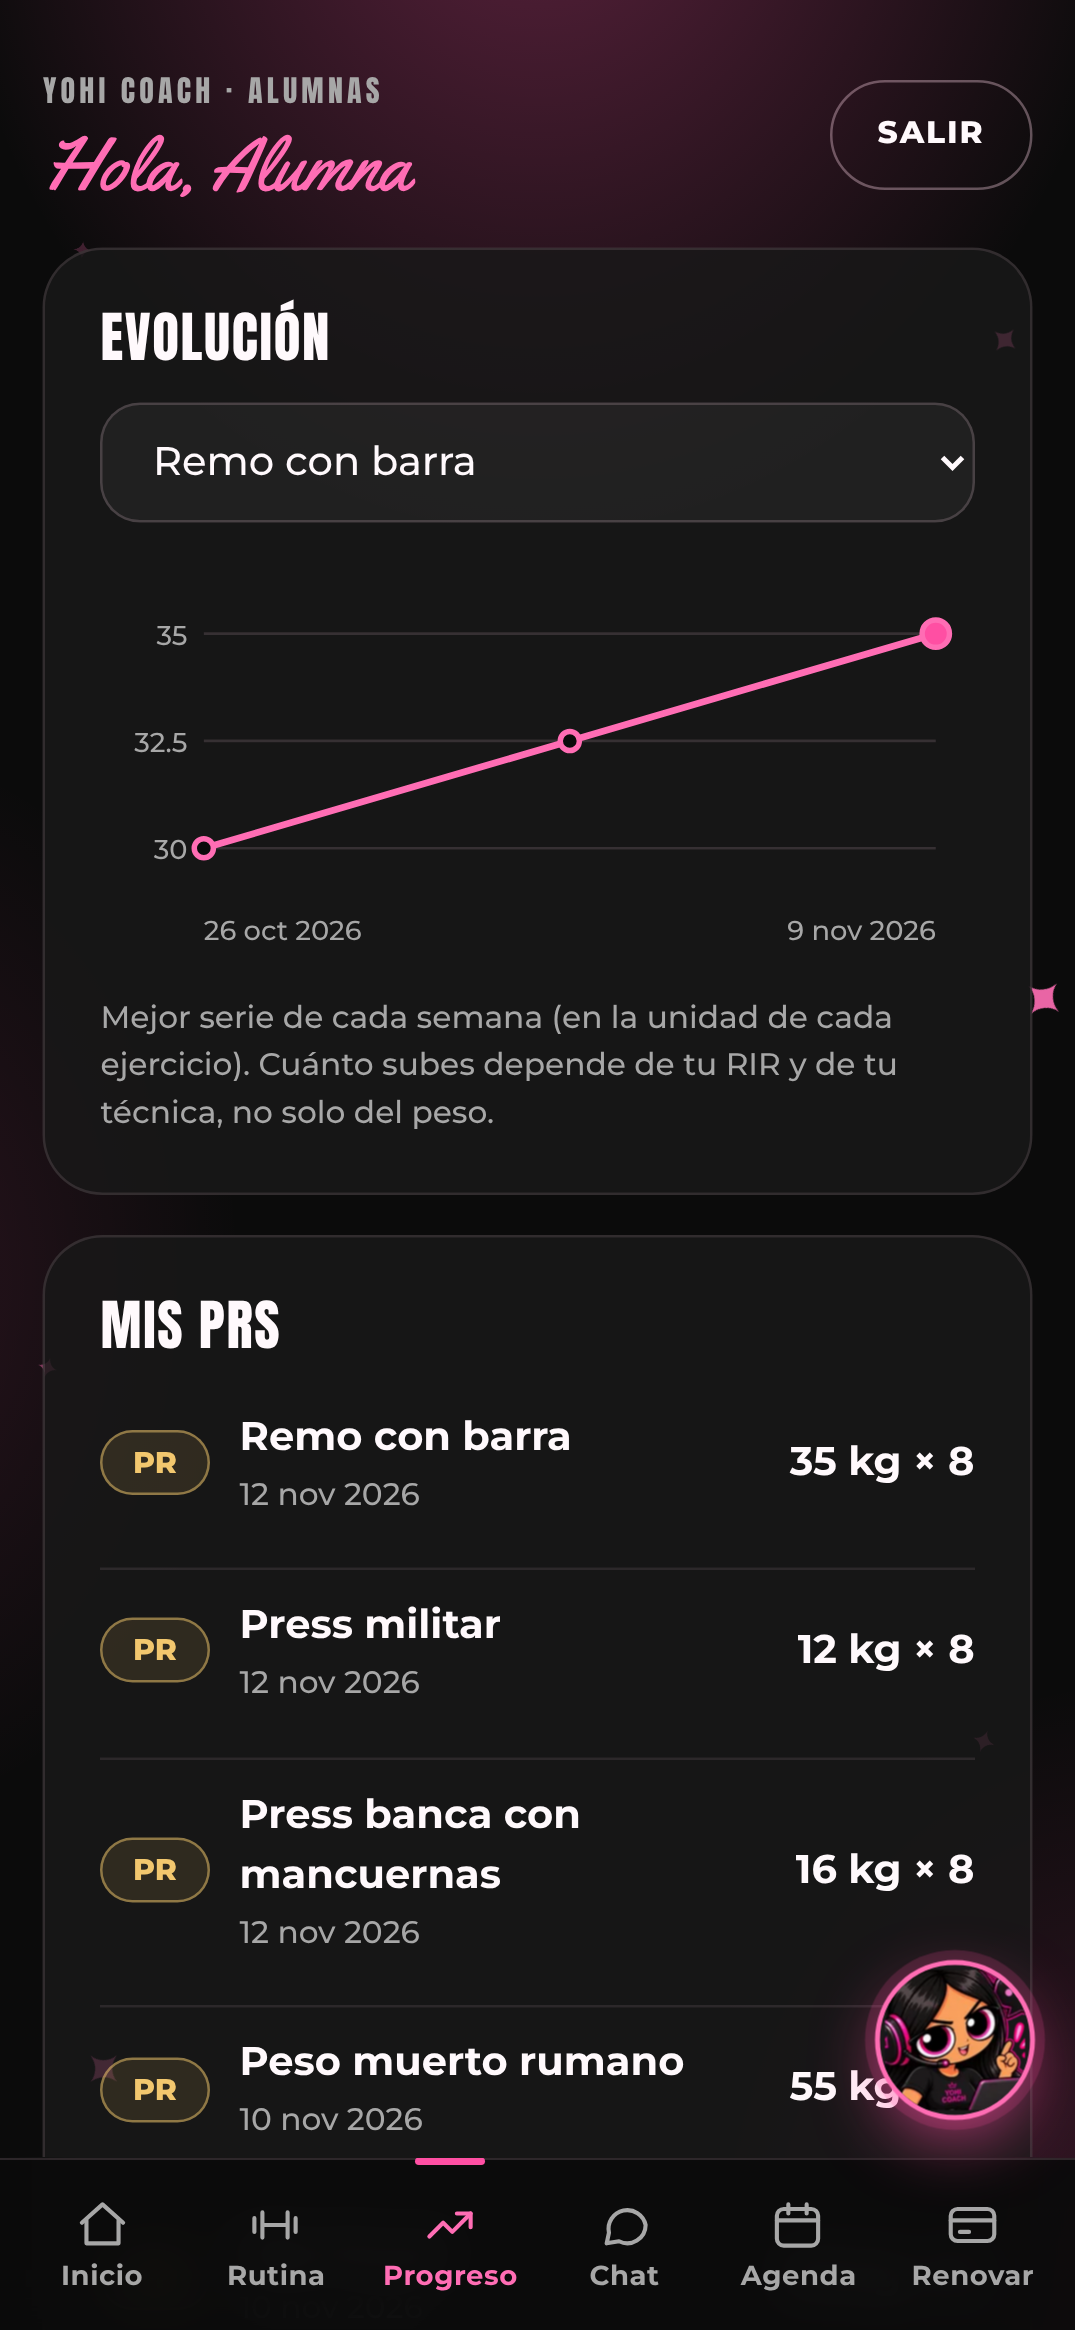 YOHI COACH · ALUMNAS
Hola, Alumna
SALIR
EVOLUCIÓN
Remo con barra
35
32.5
30
26 oct 2026
9 nov 2026
Mejor serie de cada semana (en la unidad de cada
ejercicio). Cuánto subes depende de tu RIR y de tu
técnica, no solo del peso.
MIS PRS
PR
Remo con barra
12 nov 2026
35 kg × 8
PR
Press militar
12 nov 2026
12 kg × 8
PR
Press banca con
mancuernas
12 nov 2026
16 kg × 8
PR
Peso muerto rumano
10 nov 2026
55 kg
YOHI
COACH
Inicio
Rutina
Progreso
Chat
Agenda
Renovar